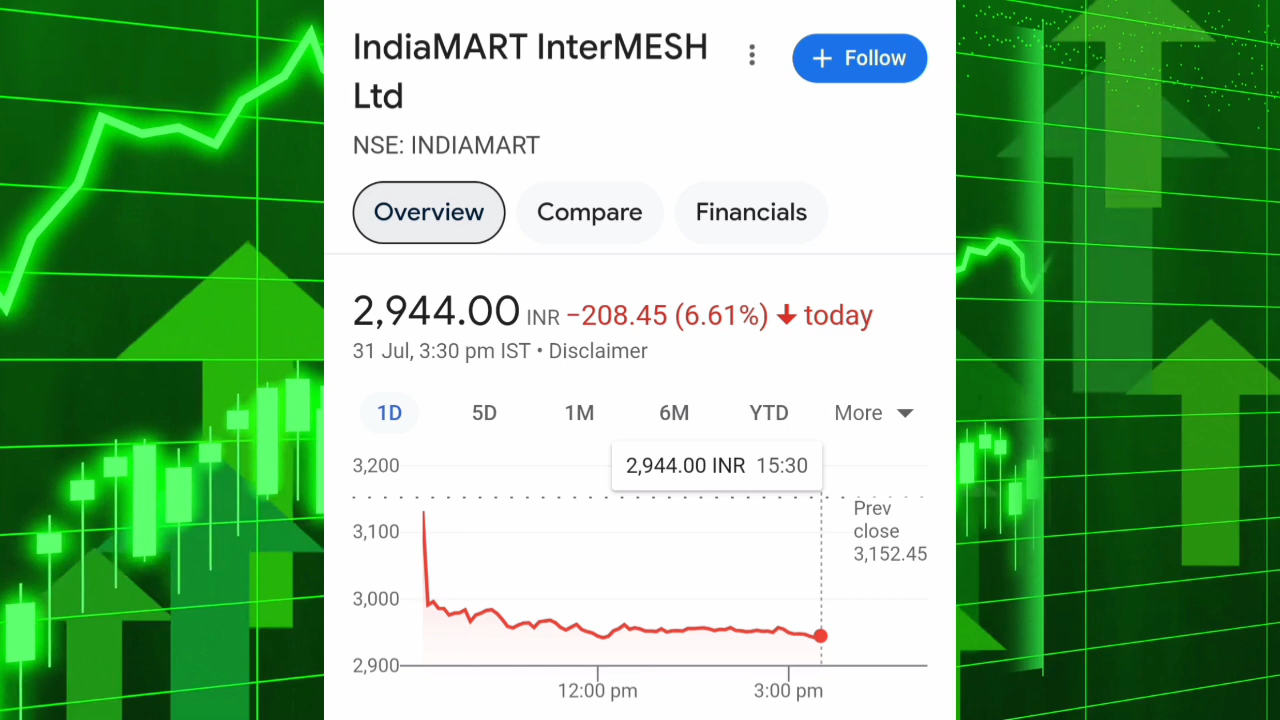 IndiaMART InterMESH
Ltd
+ Follow
NSE: INDIAMART
Overview Compare Financials
2,944.00 INR −208.45 (6.61%) ↓ today
31 Jul, 3:30 pm IST • Disclaimer
1D 5D 1M 6M YTD More
2,944.00 INR 15:30
3,200
3,100
3,000
2,900
Prev
close
3,152.45
12:00 pm 3:00 pm